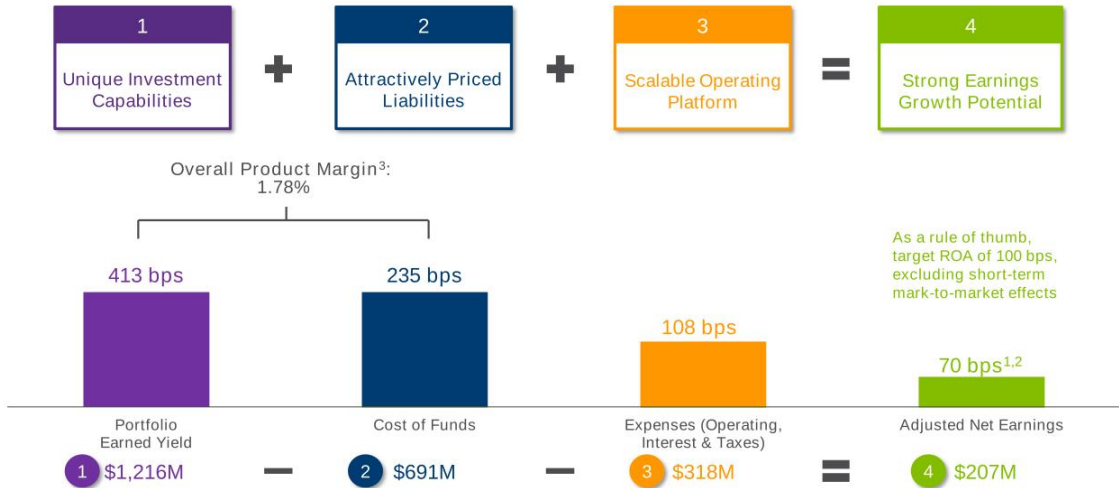 1
Unique Investment
Capabilities
+
2
Attractively Priced
Liabilities
+
3
Scalable Operating
Platform
=
4
Strong Earnings
Growth Potential
Overall Product Margin³:
1.78%
As a rule of thumb,
target ROA of 100 bps,
excluding short-term
mark-to-market effects
413 bps
235 bps
108 bps
70 bps¹,²
Portfolio
Earned Yield
Cost of Funds
Expenses (Operating,
Interest & Taxes)
Adjusted Net Earnings
1 $1,216M − 2 $691M − 3 $318M = 4 $207M